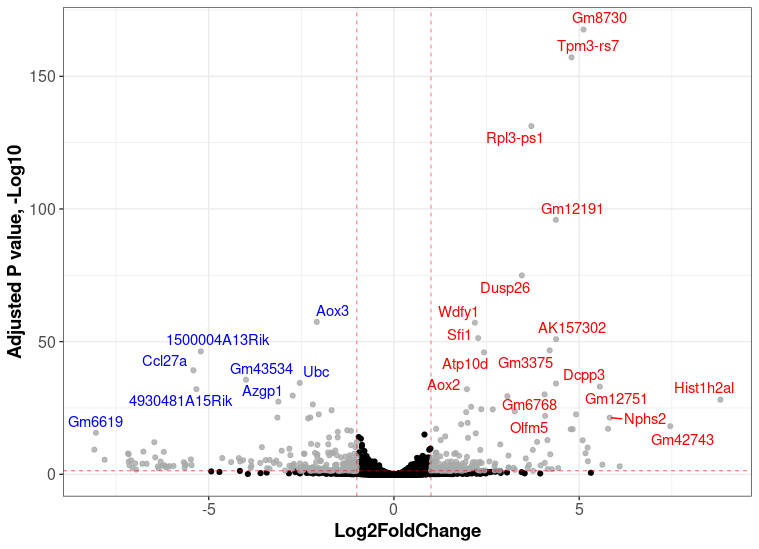 Gm8730
Tpm3-rs7
150
Rpl3-ps1
Adjusted P value, -Log10
100
Gm12191
Dusp26
Aox3
Wdfy1
AK157302
Sfi1
50
1500004A13Rik
Ccl27a
Gm43534
Ubc
Atp10d
Gm3375
Dcpp3
Azgp1
Aox2
Hist1h2al
4930481A15Rik
Gm6768
Gm12751
Gm6619
Olfm5
Nphs2
Gm42743
0
-5
0
5
Log2FoldChange